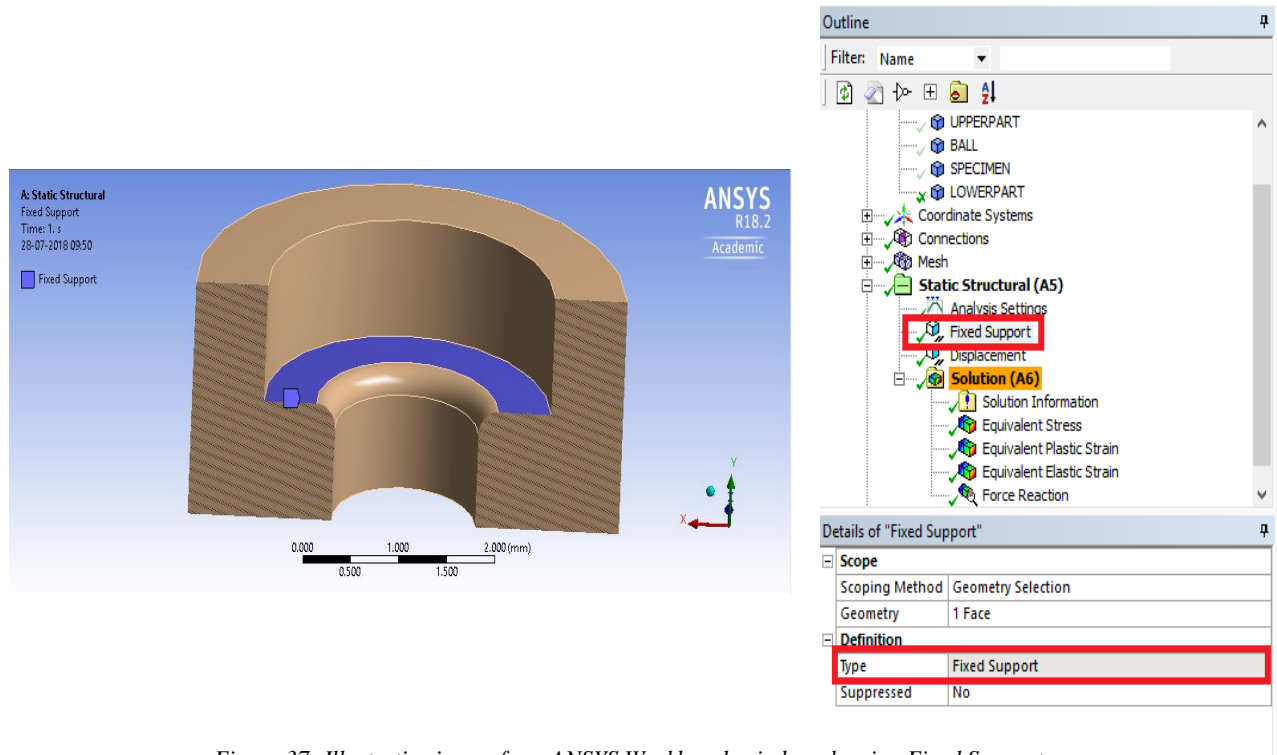 A: Static Structural
Fixed Support
Time: 1. s
28-07-2018 09:50
Fixed Support
ANSYS
R18.2
Academic
Y
X
0.000 1.000 2.000 (mm)
0.500 1.500
Outline
Filter: Name
UPPERPART
BALL
SPECIMEN
LOWERPART
Coordinate Systems
Connections
Mesh
Static Structural (A5)
Analysis Settings
Fixed Support
Displacement
Solution (A6)
Solution Information
Equivalent Stress
Equivalent Plastic Strain
Equivalent Elastic Strain
Force Reaction
Details of "Fixed Support"
Scope
Scoping Method Geometry Selection
Geometry 1 Face
Definition
Type Fixed Support
Suppressed No